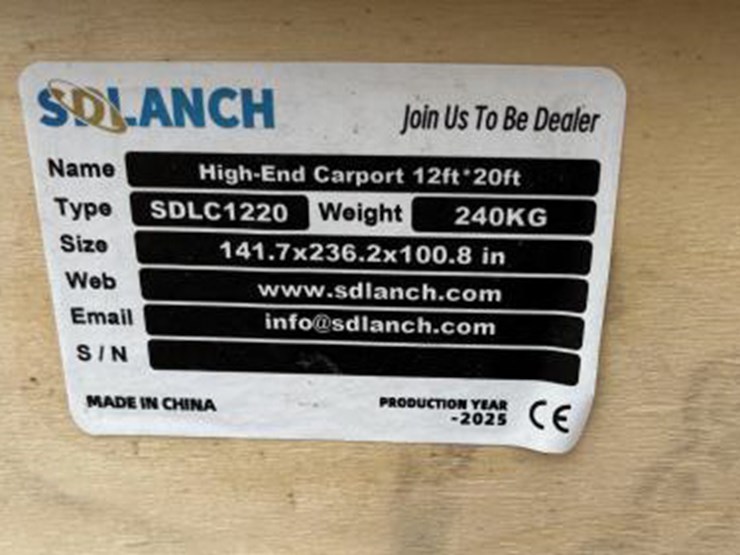 SDLANCH
Join Us To Be Dealer
Name High-End Carport 12ft*20ft
Type SDLC1220 Weight 240KG
Size 141.7x236.2x100.8 in
Web www.sdlanch.com
Email info@sdlanch.com
S / N
MADE IN CHINA
PRODUCTION YEAR
-2025
CE